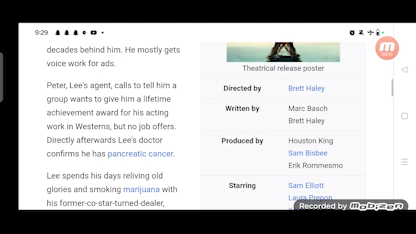 9:29
decades behind him. He mostly gets
voice work for ads.
Peter, Lee's agent, calls to tell him a
group wants to give him a lifetime
achievement award for his acting
work in Westerns, but no job offers.
Directly afterwards Lee's doctor
confirms he has pancreatic cancer.
Lee spends his days reliving old
glories and smoking marijuana with
his former-co-star-turned-dealer,
Theatrical release poster
Directed by Brett Haley
Written by Marc Basch
Brett Haley
Produced by Houston King
Sam Bisbee
Erik Rommesmo
Starring Sam Elliott
Laura Prepon
Recorded by Mobizen